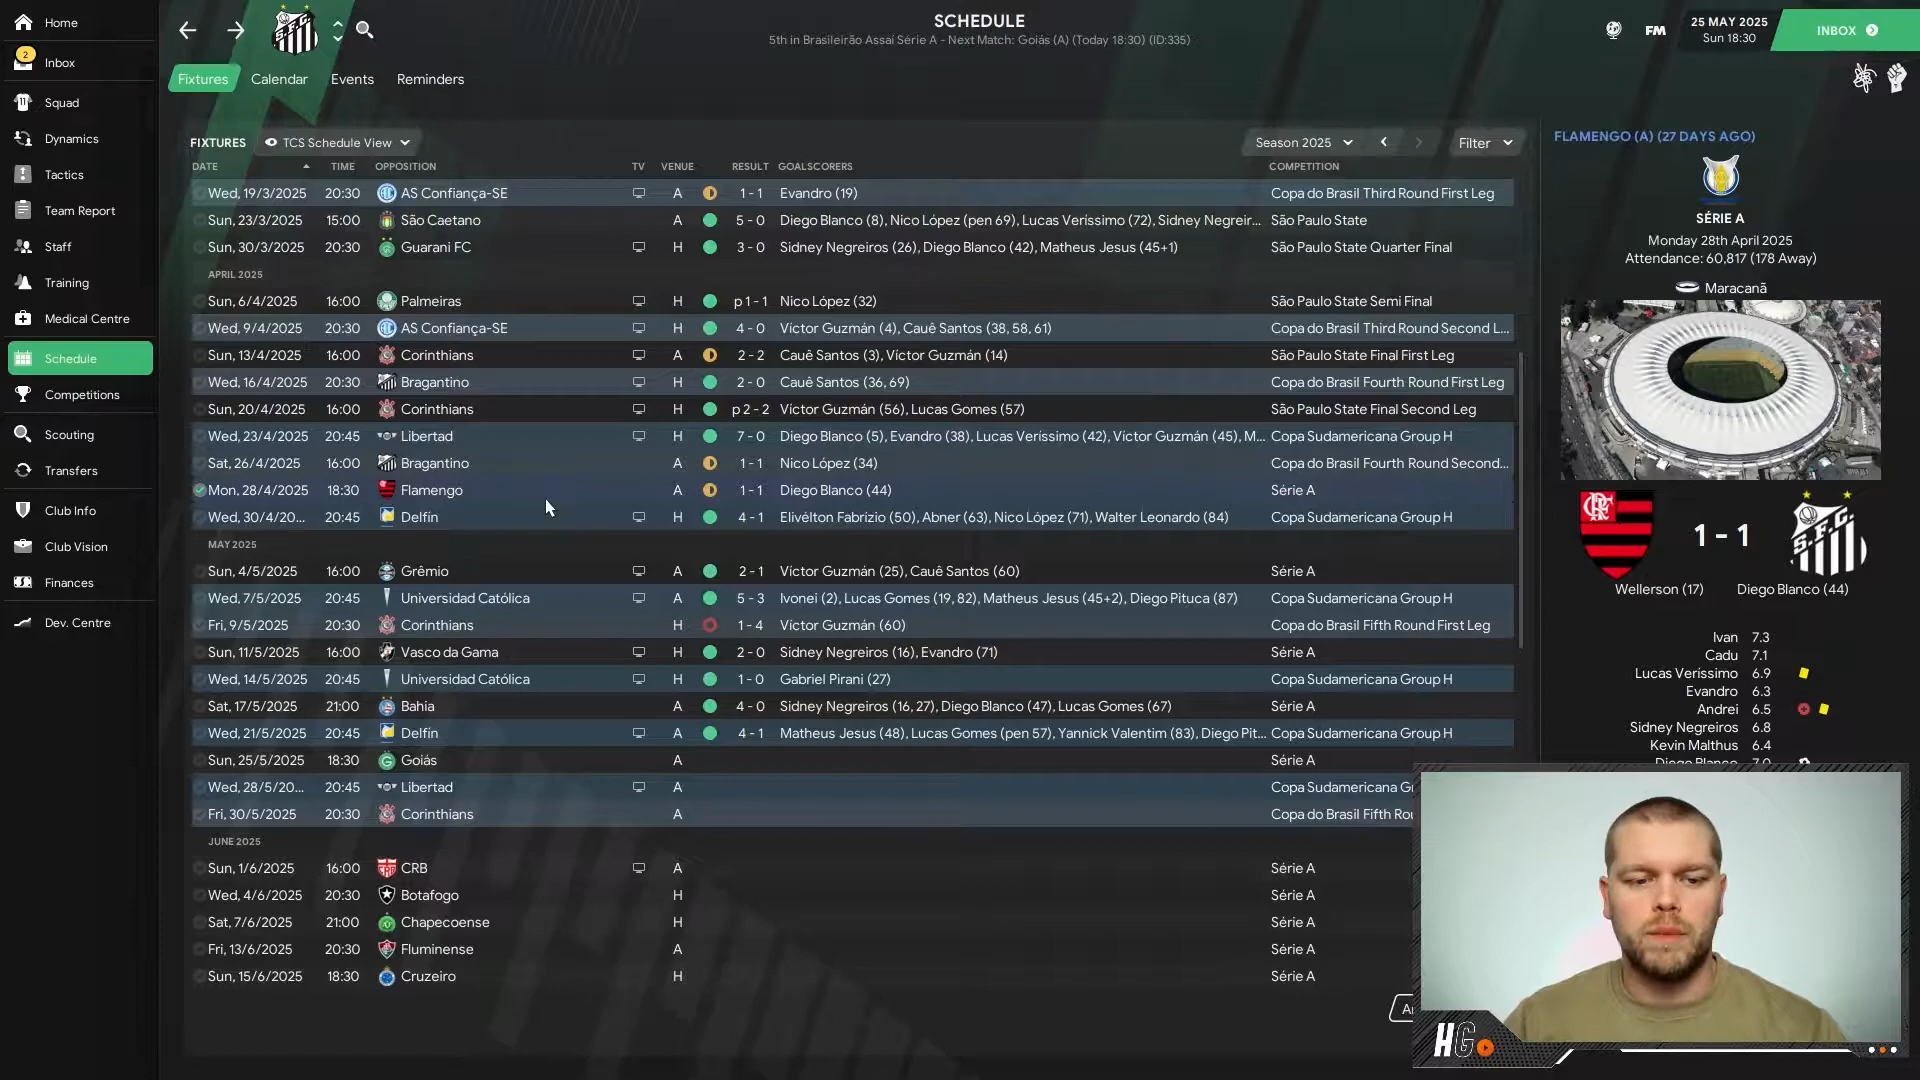 Home
Inbox
2
Squad
Dynamics
Tactics
Team Report
Staff
Training
Medical Centre
Schedule
Competitions
Scouting
Transfers
Club Info
Club Vision
Finances
Dev. Centre
SCHEDULE
5th in Brasileirão Assaí Série A - Next Match: Goiás (A) (Today 18:30) (ID:335)
FM
25 MAY 2025
Sun 18:30
INBOX
Fixtures Calendar Events Reminders
FIXTURES TCS Schedule View Season 2025 Filter
DATE TIME OPPOSITION TV VENUE RESULT GOALSCORERS COMPETITION
Wed, 19/3/2025 20:30 AS Confiança-SE A 1 - 1 Evandro (19) Copa do Brasil Third Round First Leg
Sun, 23/3/2025 15:00 São Caetano A 5 - 0 Diego Blanco (8), Nico López (pen 69), Lucas Veríssimo (72), Sidney Negreir... São Paulo State
Sun, 30/3/2025 20:30 Guarani FC H 3 - 0 Sidney Negreiros (26), Diego Blanco (42), Matheus Jesus (45+1) São Paulo State Quarter Final
APRIL 2025
Sun, 6/4/2025 16:00 Palmeiras H p 1 - 1 Nico López (32) São Paulo State Semi Final
Wed, 9/4/2025 20:30 AS Confiança-SE H 4 - 0 Víctor Guzmán (4), Cauê Santos (38, 58, 61) Copa do Brasil Third Round Second L...
Sun, 13/4/2025 16:00 Corinthians A 2 - 2 Cauê Santos (3), Víctor Guzmán (14) São Paulo State Final First Leg
Wed, 16/4/2025 20:30 Bragantino H 2 - 0 Cauê Santos (36, 69) Copa do Brasil Fourth Round First Leg
Sun, 20/4/2025 16:00 Corinthians H p 2 - 2 Víctor Guzmán (56), Lucas Gomes (57) São Paulo State Final Second Leg
Wed, 23/4/2025 20:45 Libertad H 7 - 0 Diego Blanco (5), Evandro (38), Lucas Veríssimo (42), Víctor Guzmán (45), M... Copa Sudamericana Group H
Sat, 26/4/2025 16:00 Bragantino A 1 - 1 Nico López (34) Copa do Brasil Fourth Round Second...
Mon, 28/4/2025 18:30 Flamengo A 1 - 1 Diego Blanco (44) Série A
Wed, 30/4/20... 20:45 Delfín H 4 - 1 Elivélton Fabrízio (50), Abner (63), Nico López (71), Walter Leonardo (84) Copa Sudamericana Group H
MAY 2025
Sun, 4/5/2025 16:00 Grêmio A 2 - 1 Víctor Guzmán (25), Cauê Santos (60) Série A
Wed, 7/5/2025 20:45 Universidad Católica A 5 - 3 Ivonei (2), Lucas Gomes (19, 82), Matheus Jesus (45+2), Diego Pituca (87) Copa Sudamericana Group H
Fri, 9/5/2025 20:30 Corinthians H 1 - 4 Víctor Guzmán (60) Copa do Brasil Fifth Round First Leg
Sun, 11/5/2025 16:00 Vasco da Gama H 2 - 0 Sidney Negreiros (16), Evandro (71) Série A
Wed, 14/5/2025 20:45 Universidad Católica H 1 - 0 Gabriel Pirani (27) Copa Sudamericana Group H
Sat, 17/5/2025 21:00 Bahia A 4 - 0 Sidney Negreiros (16, 27), Diego Blanco (47), Lucas Gomes (67) Série A
Wed, 21/5/2025 20:45 Delfín A 4 - 1 Matheus Jesus (48), Lucas Gomes (pen 57), Yannick Valentim (83), Diego Pit... Copa Sudamericana Group H
Sun, 25/5/2025 18:30 Goiás A Série A
Wed, 28/5/20... 20:45 Libertad A Copa Sudamericana Gr
Fri, 30/5/2025 20:30 Corinthians A Copa do Brasil Fifth Rou
JUNE 2025
Sun, 1/6/2025 16:00 CRB A Série A
Wed, 4/6/2025 20:30 Botafogo H Série A
Sat, 7/6/2025 21:00 Chapecoense H Série A
Fri, 13/6/2025 20:30 Fluminense A Série A
Sun, 15/6/2025 18:30 Cruzeiro H Série A
FLAMENGO (A) (27 DAYS AGO)
SÉRIE A
Monday 28th April 2025
Attendance: 60,817 (178 Away)
Maracanã
1 - 1
Wellerson (17) Diego Blanco (44)
Ivan 7.3
Cadu 7.1
Lucas Veríssimo 6.9
Evandro 6.3
Andrei 6.5
Sidney Negreiros 6.8
Kevin Malthus 6.4
Diego Blanco 7.0
HG